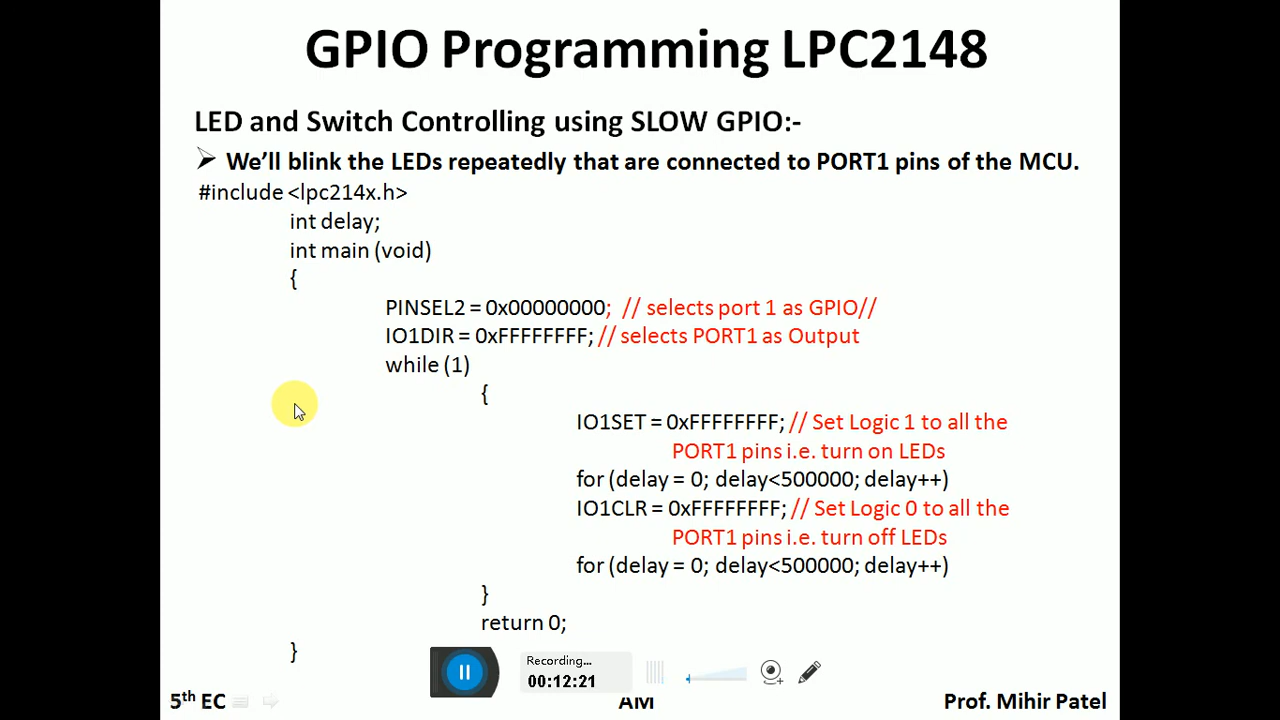 GPIO Programming LPC2148
LED and Switch Controlling using SLOW GPIO:-
➢ We'll blink the LEDs repeatedly that are connected to PORT1 pins of the MCU.
#include <lpc214x.h>
int delay;
int main (void)
{
PINSEL2 = 0x00000000; // selects port 1 as GPIO//
IO1DIR = 0xFFFFFFFF; // selects PORT1 as Output
while (1)
{
IO1SET = 0xFFFFFFFF; // Set Logic 1 to all the
PORT1 pins i.e. turn on LEDs
for (delay = 0; delay<500000; delay++)
IO1CLR = 0xFFFFFFFF; // Set Logic 0 to all the
PORT1 pins i.e. turn off LEDs
for (delay = 0; delay<500000; delay++)
}
return 0;
}
Recording...
00:12:21
5th EC AM Prof. Mihir Patel